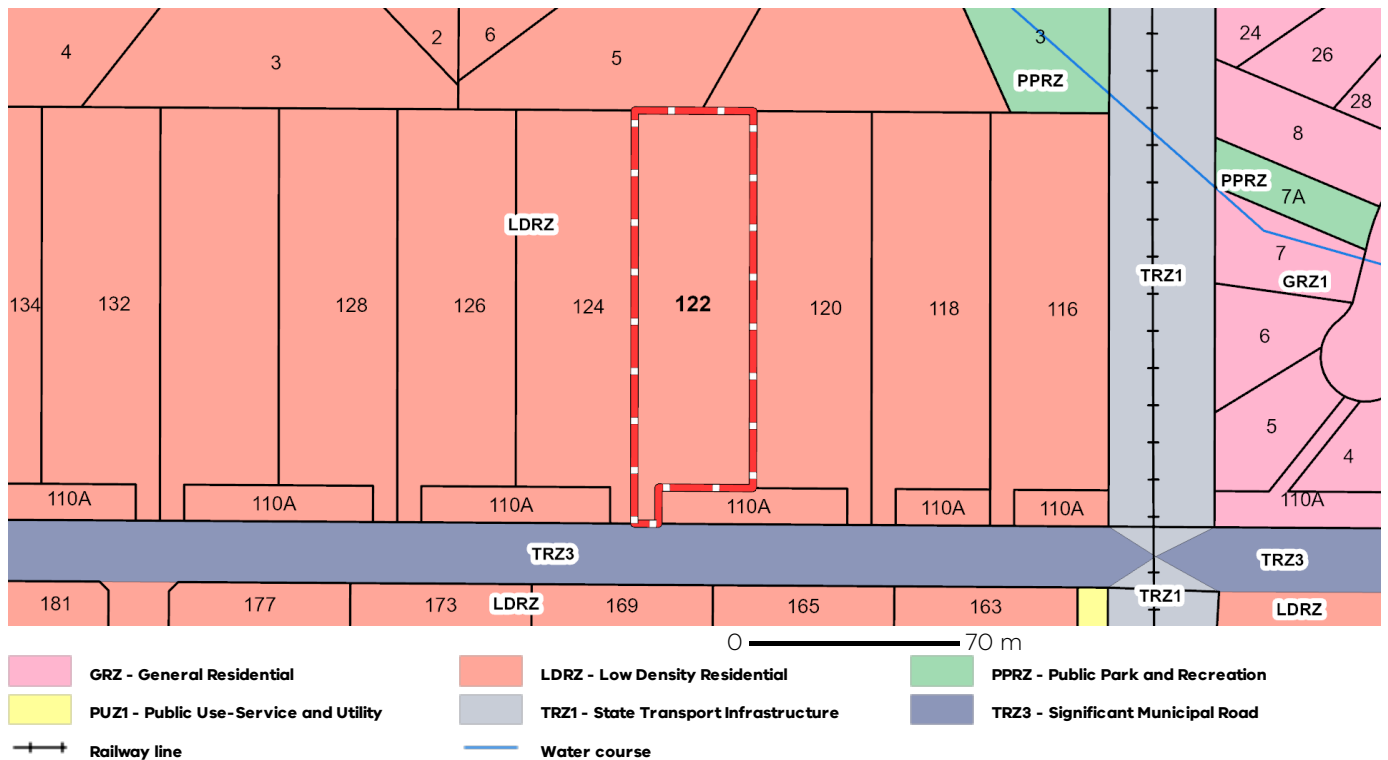 4
3
2
6
5
3
PPRZ
24
26
28
8
PPRZ
7A
7
GRZ1
LDRZ
TRZ1
134
132
128
126
124
122
120
118
116
6
5
4
110A
110A
110A
110A
110A
110A
110A
TRZ3
TRZ3
181
177
173
LDRZ
169
165
163
TRZ1
LDRZ
0 70 m
GRZ - General Residential
LDRZ - Low Density Residential
PPRZ - Public Park and Recreation
PUZ1 - Public Use-Service and Utility
TRZ1 - State Transport Infrastructure
TRZ3 - Significant Municipal Road
Railway line
Water course